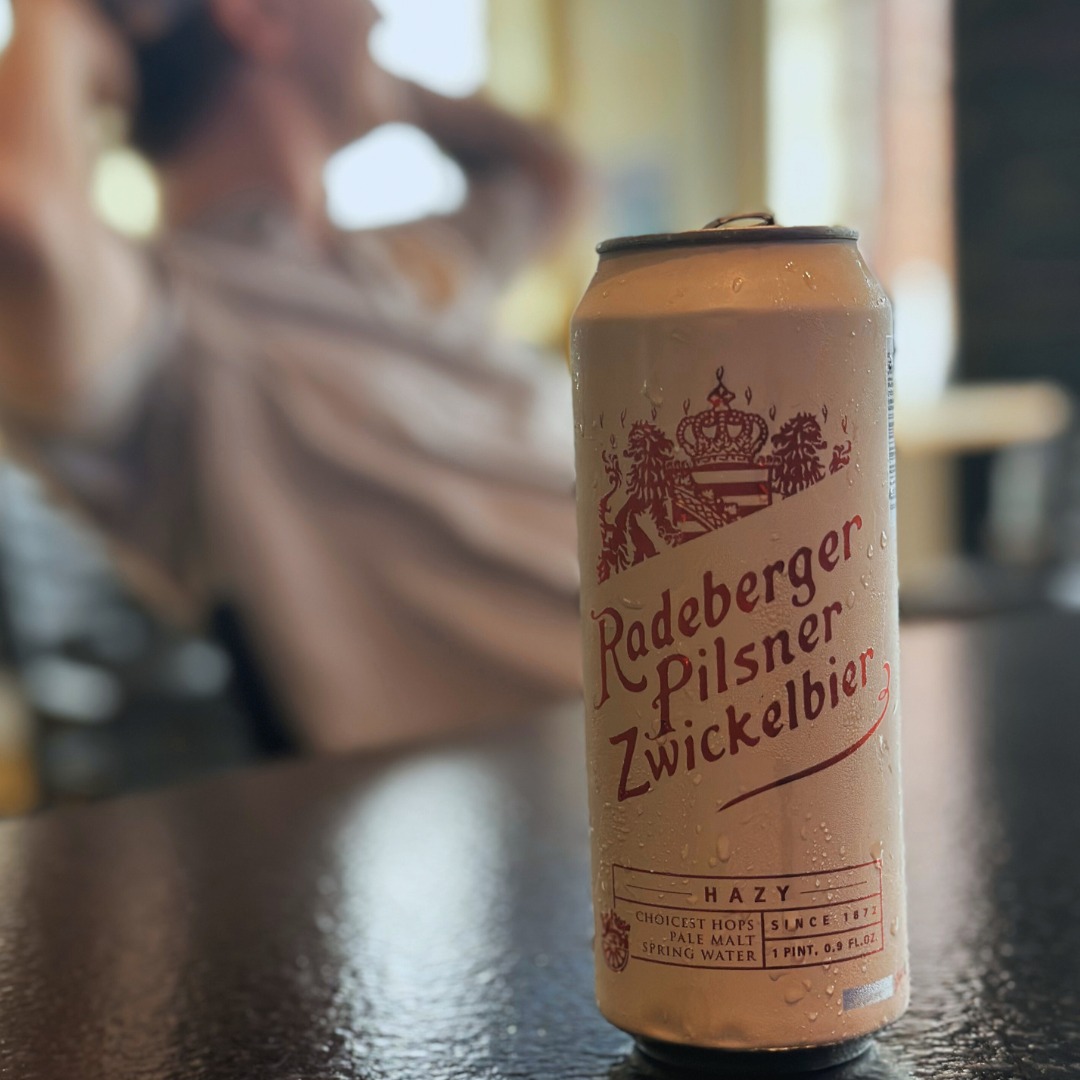 Radeberger
Pilsner
Zwickelbier
HAZY
CHOICEST HOPS
PALE MALT
SPRING WATER
SINCE 1872
1 PINT, 0.9 FL.OZ.